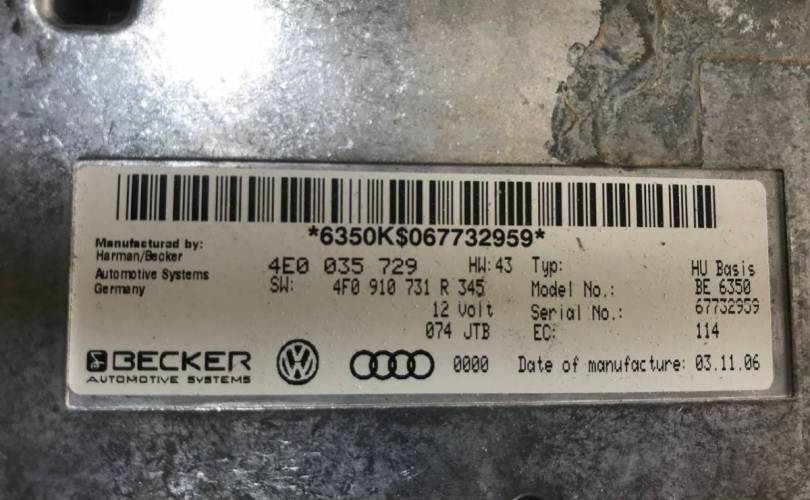 *6350K$067732959*
Manufactured by:
Harman/Becker
Automotive Systems
Germany
4E0 035 729 HW:43
SW: 4F0 910 731 R 345
12 Volt
074 JTB
Typ: HU Basis
Model No.: BE 6350
Serial No.: 67732959
EC: 114
BECKER
AUTOMOTIVE SYSTEMS
VW
0000
Date of manufacture: 03.11.06